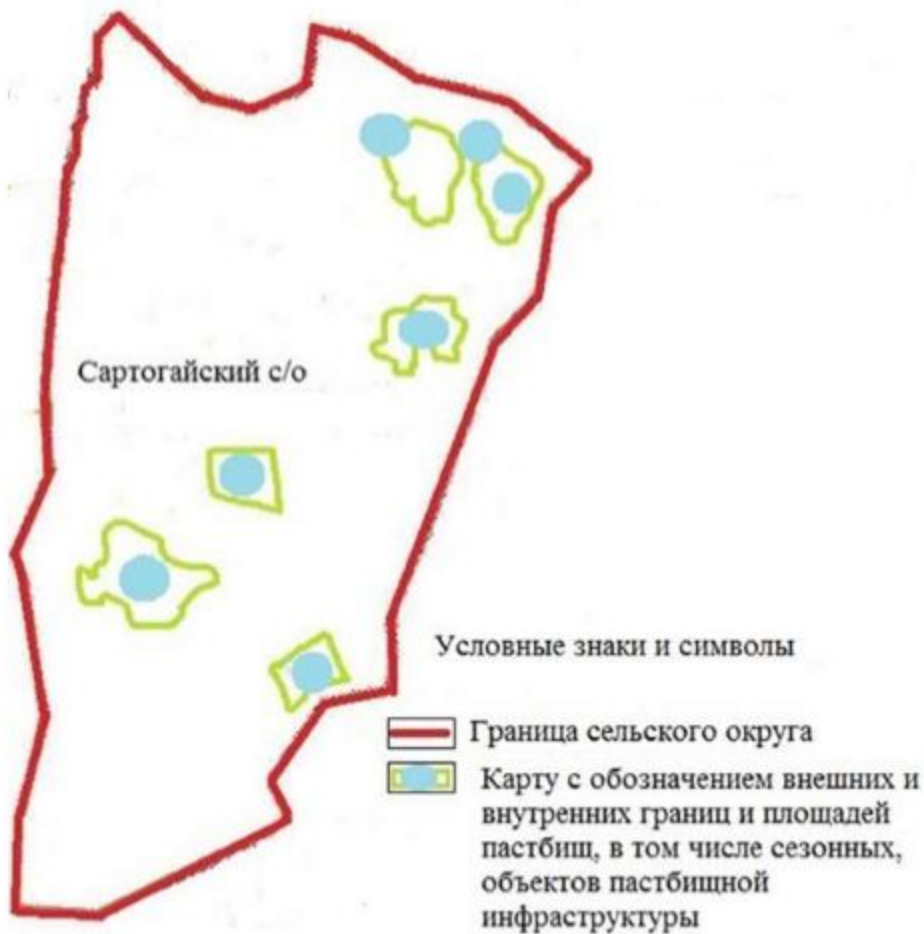 Сартогайский с/о
Условные знаки и символы
Граница сельского округа
Карту с обозначением внешних и
внутренних границ и площадей
пастбищ, в том числе сезонных,
объектов пастбищной
инфраструктуры